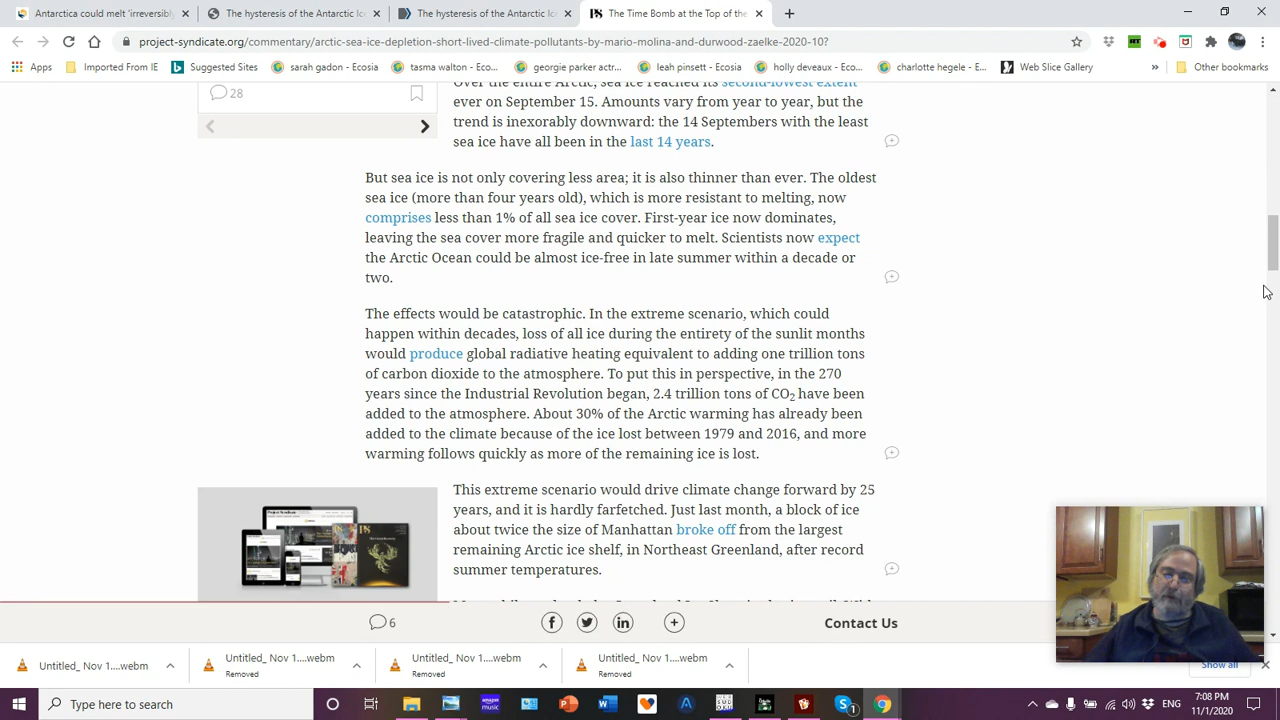 Antarctica could melt 'irreversibly
The hysteresis of the Antarctic Ic
The hysteresis of the Antarctic Ic
PS
The Time Bomb at the Top of the
project-syndicate.org/commentary/arctic-sea-ice-depletion-short-lived-climate-pollutants-by-mario-molina-and-durwood-zaelke-2020-10?
Apps
Imported From IE
Suggested Sites
sarah gadon - Ecosia
tasma walton - Eco...
georgie parker actr...
leah pinsett - Ecosia
holly deveaux - Ecosia
charlotte hegele - E...
Web Slice Gallery
»
Other bookmarks
28
Over the entire Arctic, sea ice reached its second-lowest extent
ever on September 15. Amounts vary from year to year, but the
trend is inexorably downward: the 14 Septembers with the least
sea ice have all been in the last 14 years.
But sea ice is not only covering less area; it is also thinner than ever. The oldest
sea ice (more than four years old), which is more resistant to melting, now
comprises less than 1% of all sea ice cover. First-year ice now dominates,
leaving the sea cover more fragile and quicker to melt. Scientists now expect
the Arctic Ocean could be almost ice-free in late summer within a decade or
two.
The effects would be catastrophic. In the extreme scenario, which could
happen within decades, loss of all ice during the entirety of the sunlit months
would produce global radiative heating equivalent to adding one trillion tons
of carbon dioxide to the atmosphere. To put this in perspective, in the 270
years since the Industrial Revolution began, 2.4 trillion tons of CO₂ have been
added to the atmosphere. About 30% of the Arctic warming has already been
added to the climate because of the ice lost between 1979 and 2016, and more
warming follows quickly as more of the remaining ice is lost.
This extreme scenario would drive climate change forward by 25
years, and it is hardly farfetched. Just last month, a block of ice
about twice the size of Manhattan broke off from the largest
remaining Arctic ice shelf, in Northeast Greenland, after record
summer temperatures.
6
Contact Us
Untitled_ Nov 1....webm
Untitled_ Nov 1....webm
Removed
Untitled_ Nov 1....webm
Removed
Untitled_ Nov 1....webm
Removed
Show all
Type here to search
ENG
7:08 PM
11/1/2020